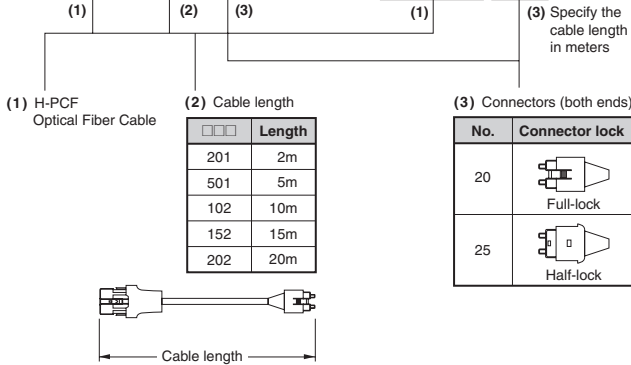 (1) (2) (3) (1) (3) Specify the
cable length
in meters
(1) H-PCF
Optical Fiber Cable
(2) Cable length
□□□ Length
201 2m
501 5m
102 10m
152 15m
202 20m
(3) Connectors (both ends)
No. Connector lock
20
Full-lock
25
Half-lock
Cable length